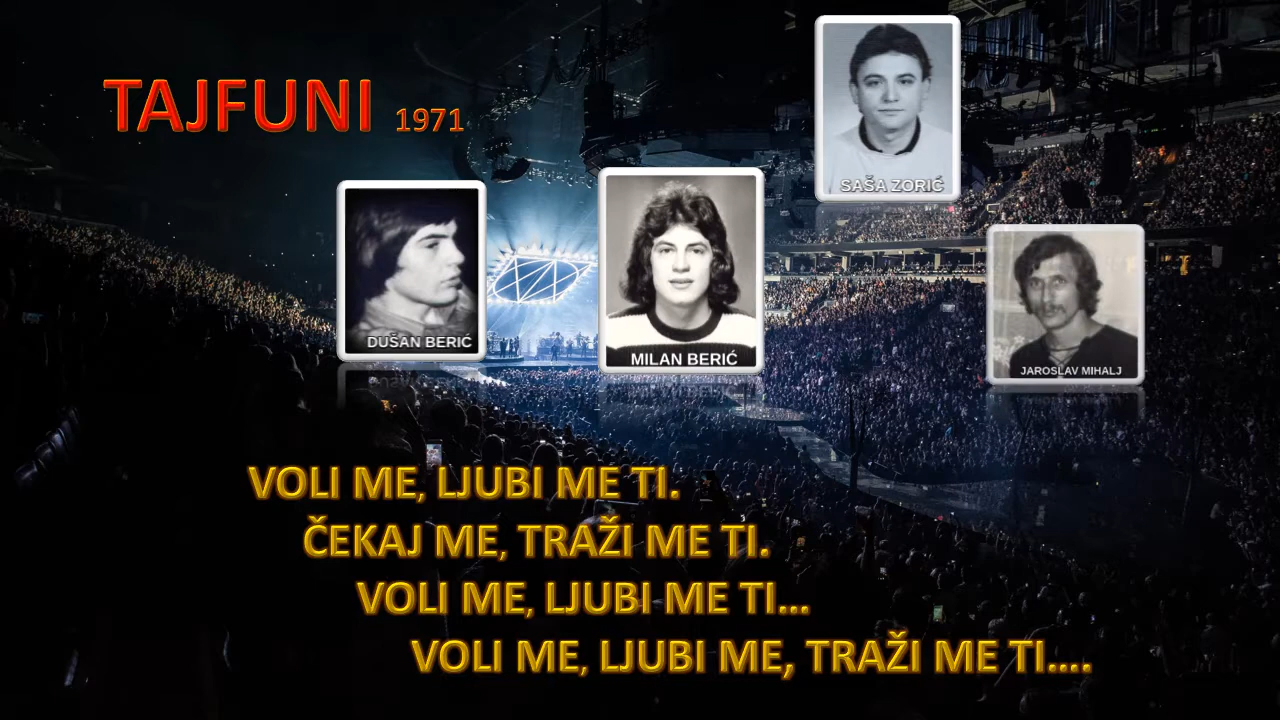 TAJFUNI 1971
SAŠA ZORIĆ
DUŠAN BERIĆ
MILAN BERIĆ
JAROSLAV MIHALJ
VOLI ME, LJUBI ME TI.
ČEKAJ ME, TRAŽI ME TI.
VOLI ME, LJUBI ME TI...
VOLI ME, LJUBI ME, TRAŽI ME TI....